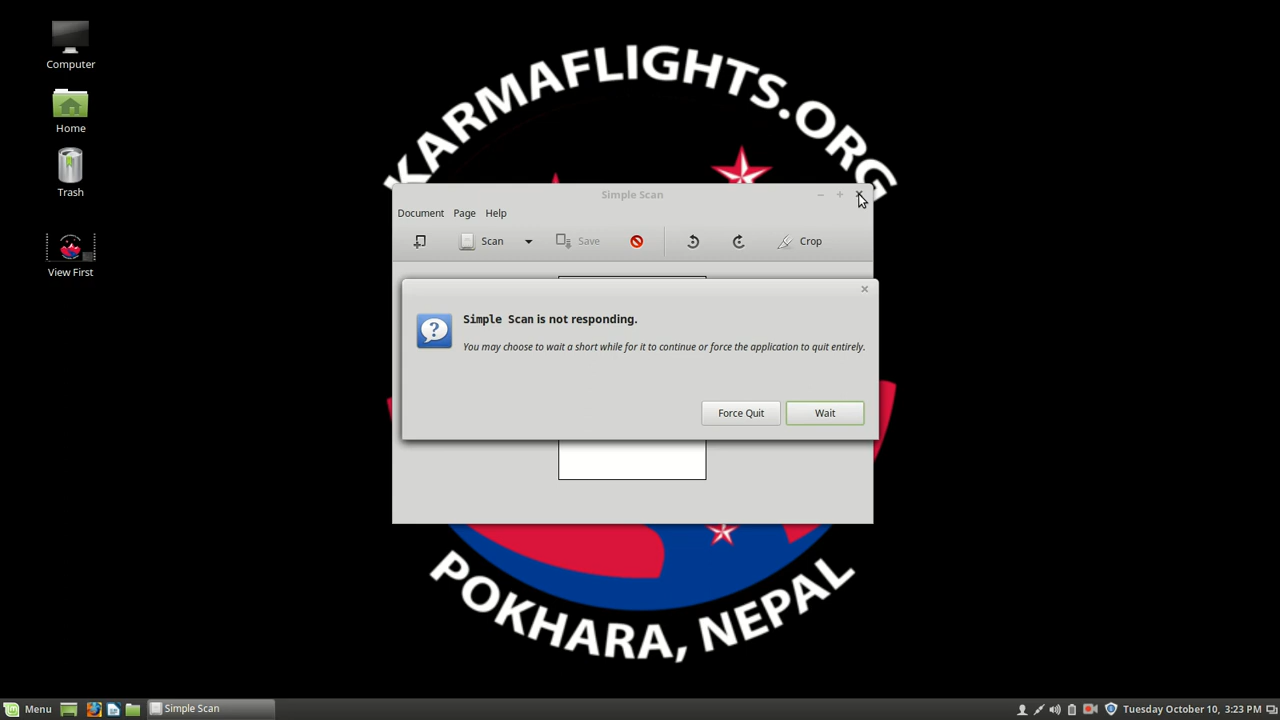 Computer
Home
Trash
View First
KARMAFLIGHTS.ORG
Simple Scan
Document Page Help
Scan Save Crop
Simple Scan is not responding.
You may choose to wait a short while for it to continue or force the application to quit entirely.
Force Quit Wait
POKHARA, NEPAL
Menu Simple Scan Tuesday October 10, 3:23 PM